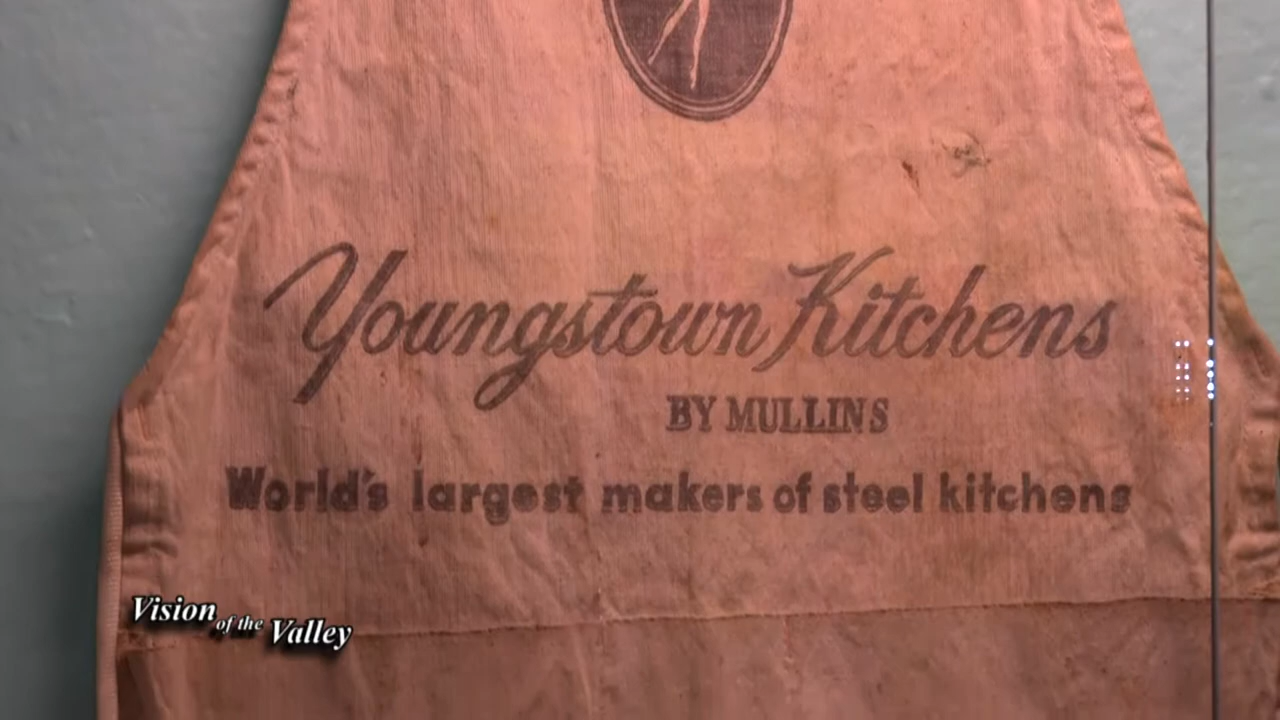 Youngstown Kitchens
BY MULLINS
World's largest makers of steel kitchens
Vision of the Valley